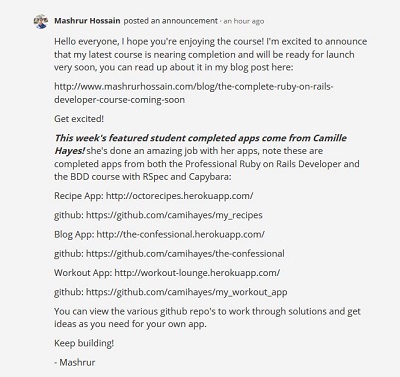 Mashrur Hossain posted an announcement · an hour ago
Hello everyone, I hope you're enjoying the course! I'm excited to announce
that my latest course is nearing completion and will be ready for launch
very soon, you can read up about it in my blog post here:
http://www.mashrurhossain.com/blog/the-complete-ruby-on-rails-
developer-course-coming-soon
Get excited!
This week's featured student completed apps come from Camille
Hayes! she's done an amazing job with her apps, note these are
completed apps from both the Professional Ruby on Rails Developer and
the BDD course with RSpec and Capybara:
Recipe App: http://octorecipes.herokuapp.com/
github: https://github.com/camihayes/my_recipes
Blog App: http://the-confessional.herokuapp.com/
github: https://github.com/camihayes/the-confessional
Workout App: http://workout-lounge.herokuapp.com/
github: https://github.com/camihayes/my_workout_app
You can view the various github repo's to work through solutions and get
ideas as you need for your own app.
Keep building!
- Mashrur